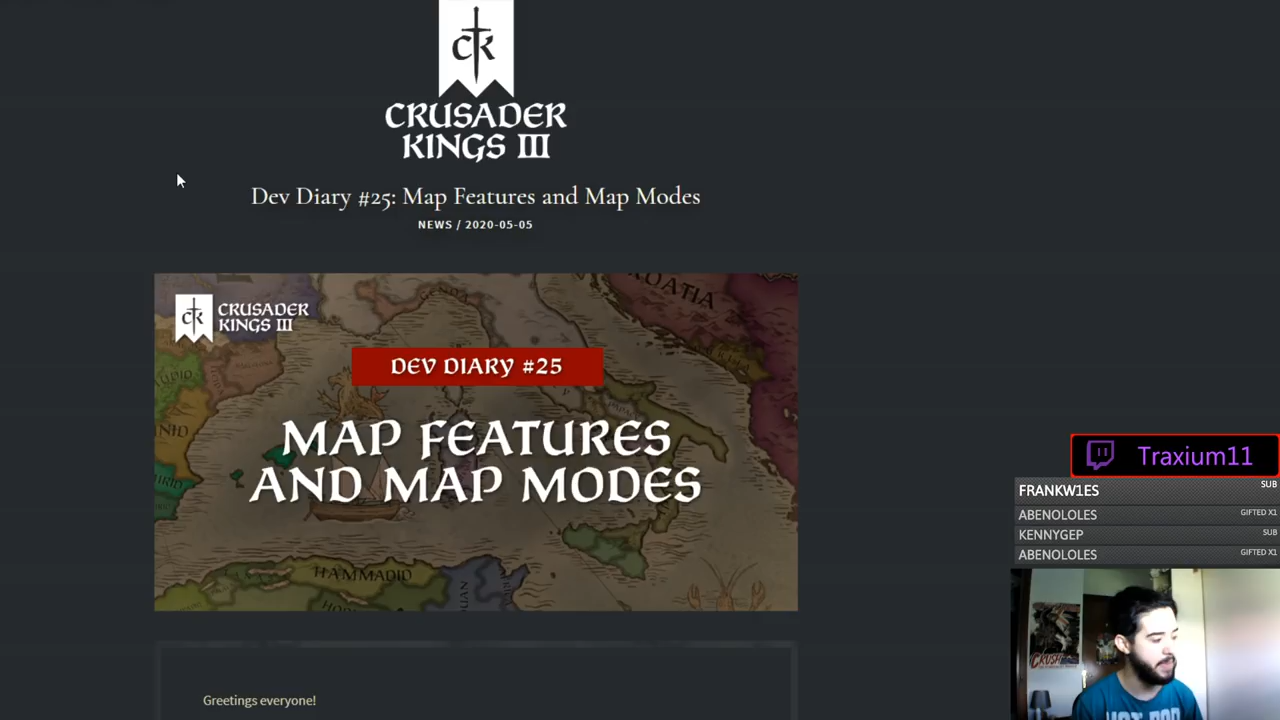 CK
CRUSADER
KINGS III
Dev Diary #25: Map Features and Map Modes
NEWS / 2020-05-05
CK
CRUSADER
KINGS III
GENOA
CROATIA
DEV DIARY #25
MAP FEATURES
AND MAP MODES
HAMMADID
Greetings everyone!
Traxium11
FRANKW1ES SUB
ABENOLOLES GIFTED X1
KENNYGEP SUB
ABENOLOLES GIFTED X1
CRUSH